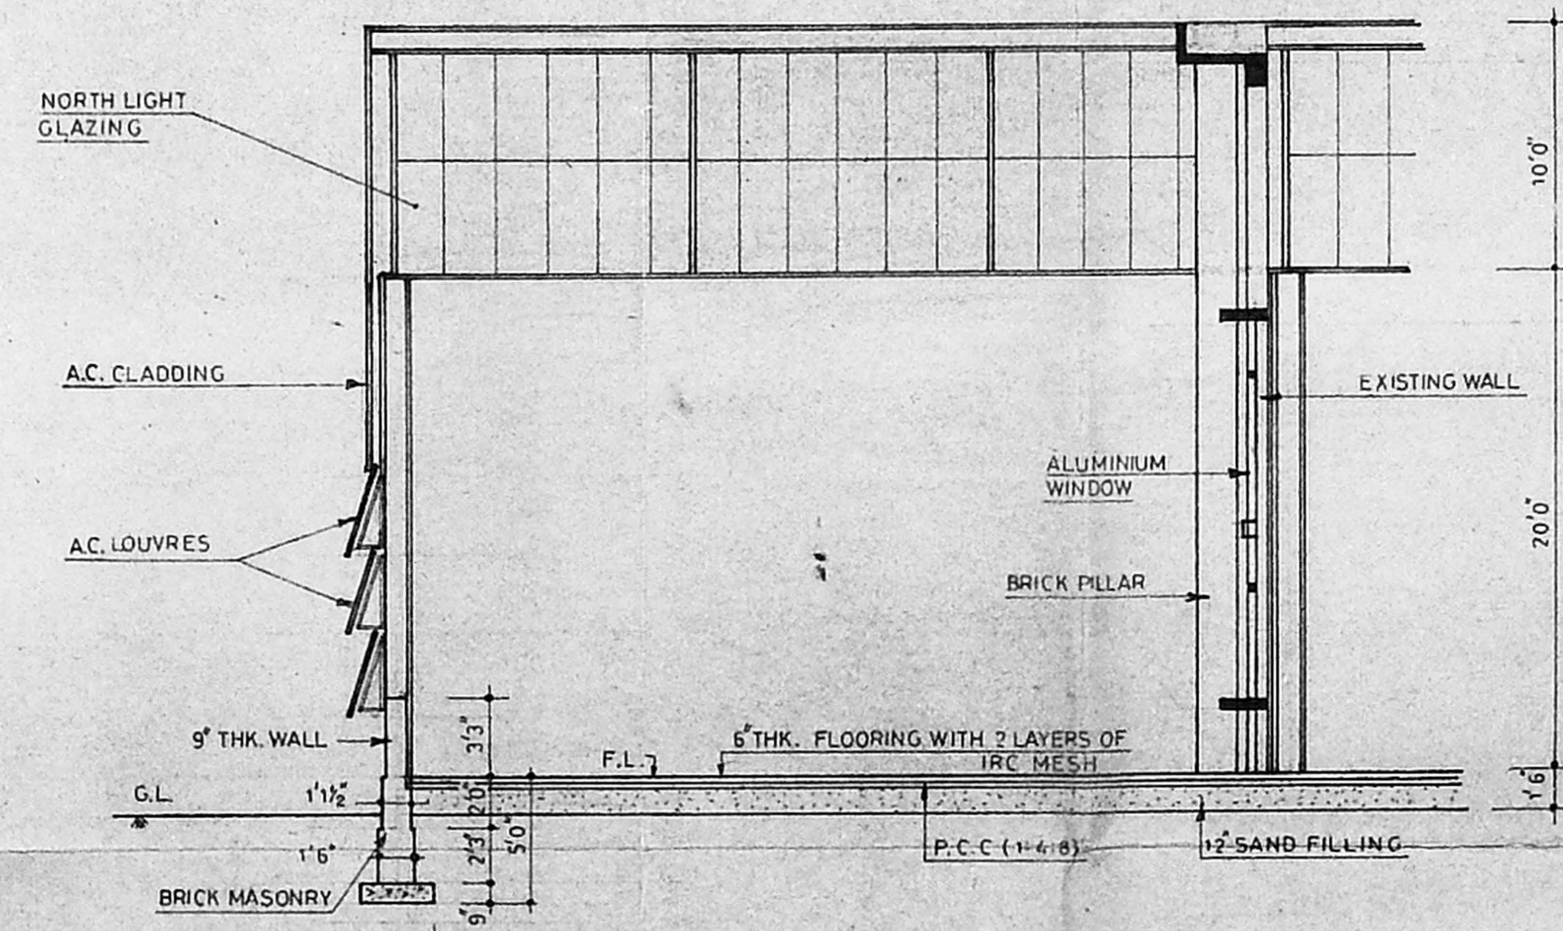 NORTH LIGHT
GLAZING
10'0"
A.C. CLADDING
EXISTING WALL
ALUMINIUM
WINDOW
20'0"
A.C. LOUVRES
BRICK PILLAR
9" THK. WALL
3'3"
F.L.
6" THK. FLOORING WITH 2 LAYERS OF
IRC MESH
G.L.
1'1½"
2'0"
1'6"
5'0"
1'6"
2'3"
P.C.C (1:4:8)
12" SAND FILLING
BRICK MASONRY
9"